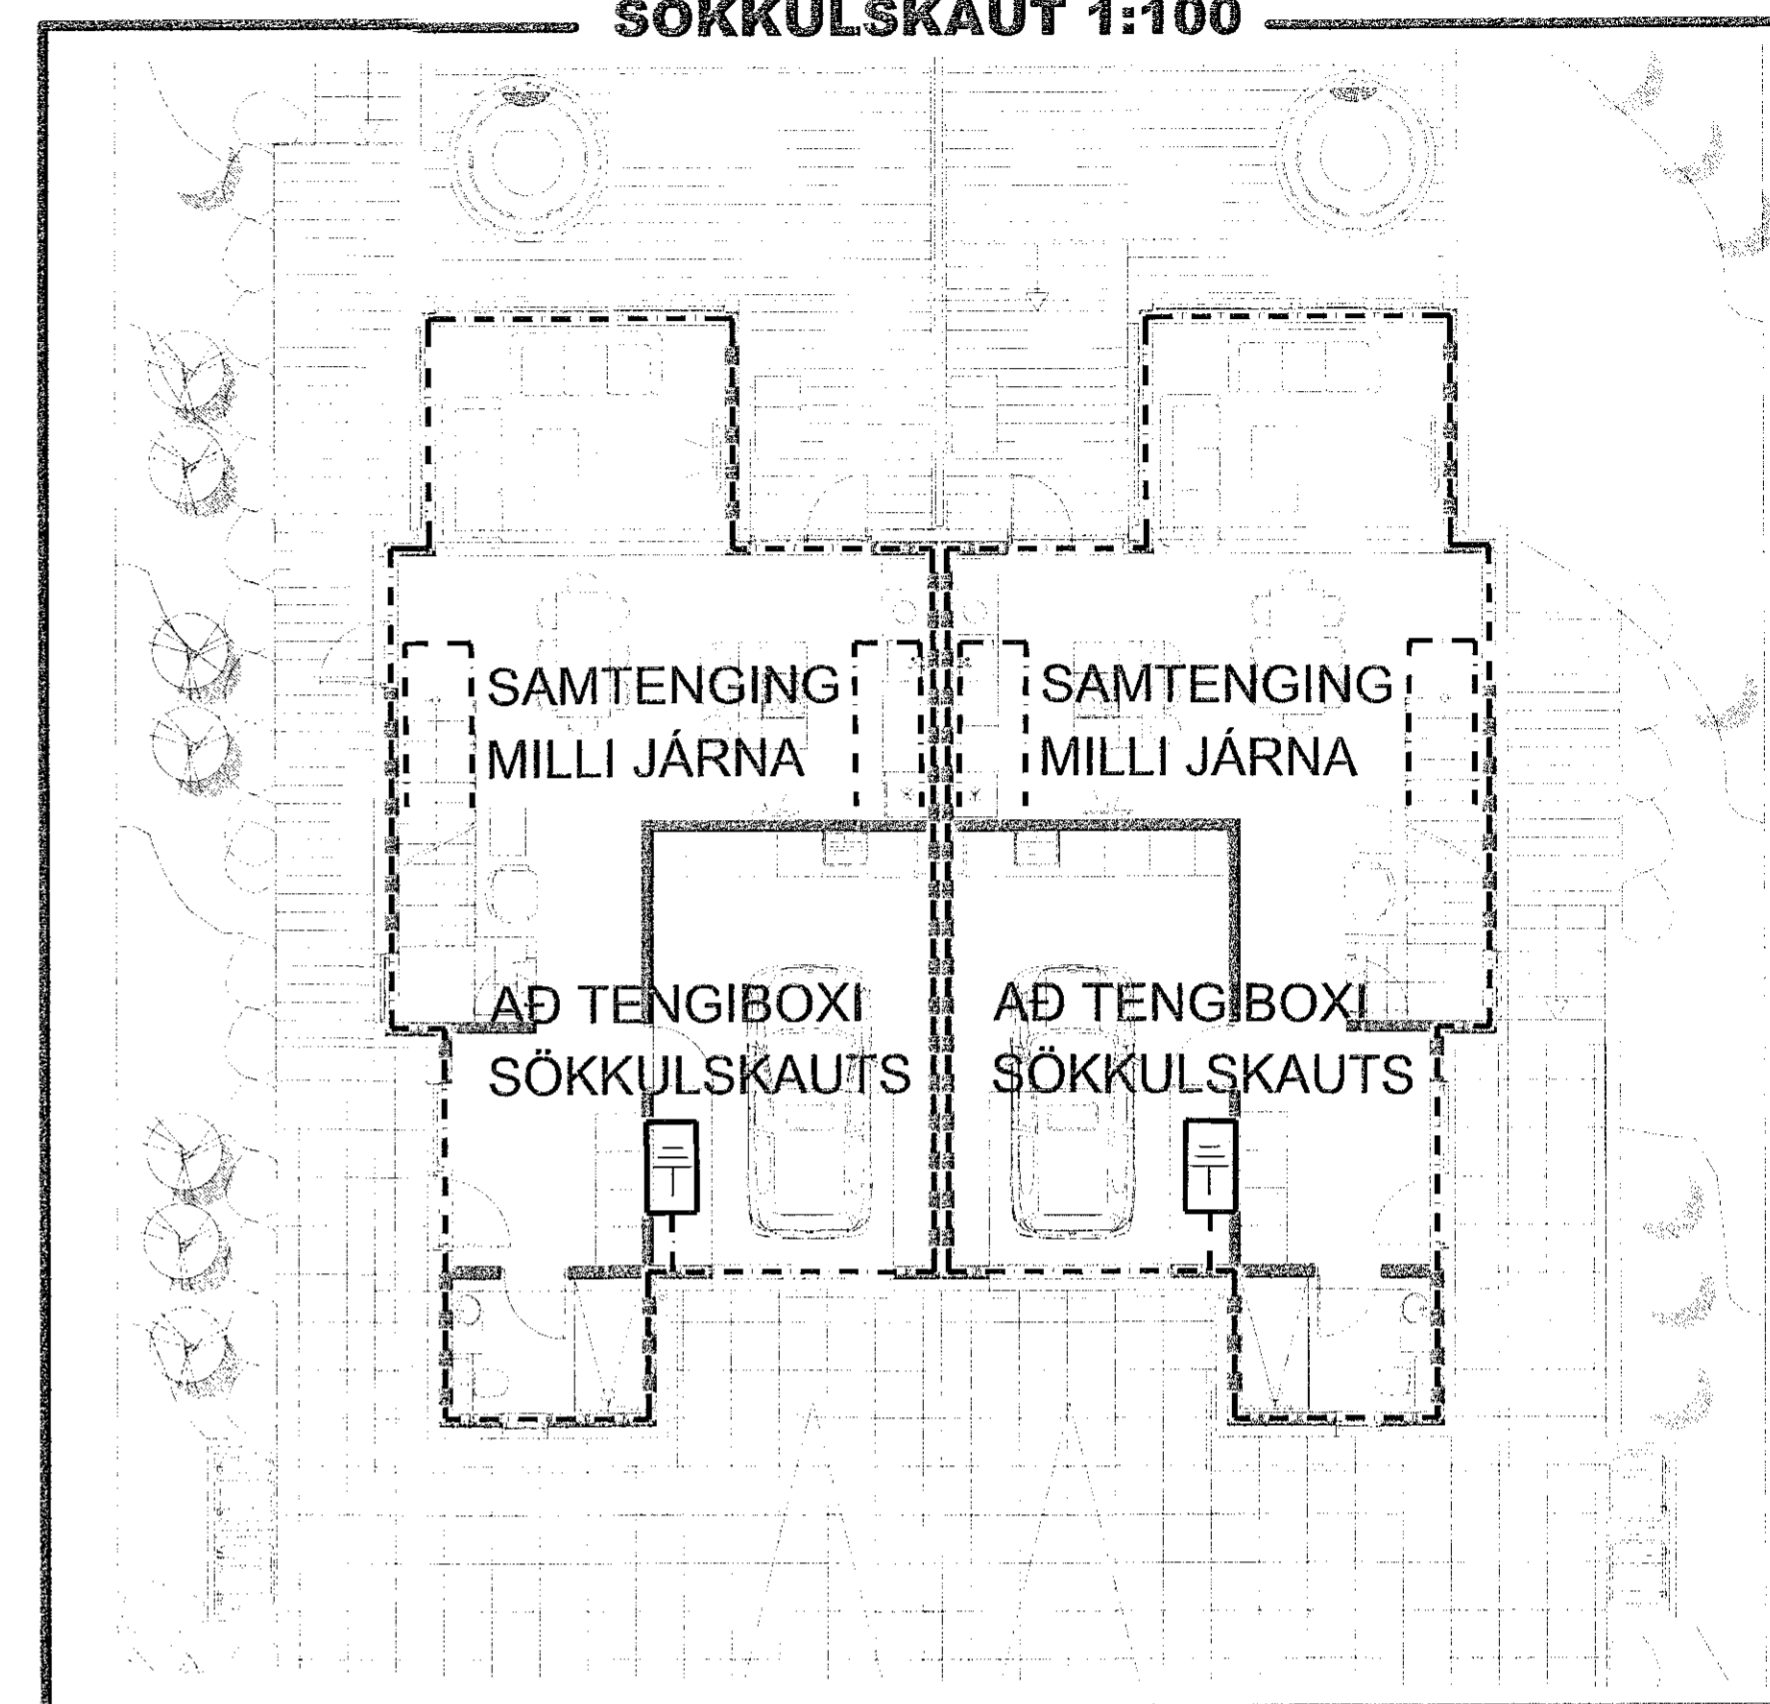 SÖKKULSKAUT 1:100
SAMTENGING
MILLI JÁRNA
SAMTENGING
MILLI JÁRNA
AÐ TENGIBOXI
SÖKKULSKAUTS
AÐ TENGIBOXI
SÖKKULSKAUTS